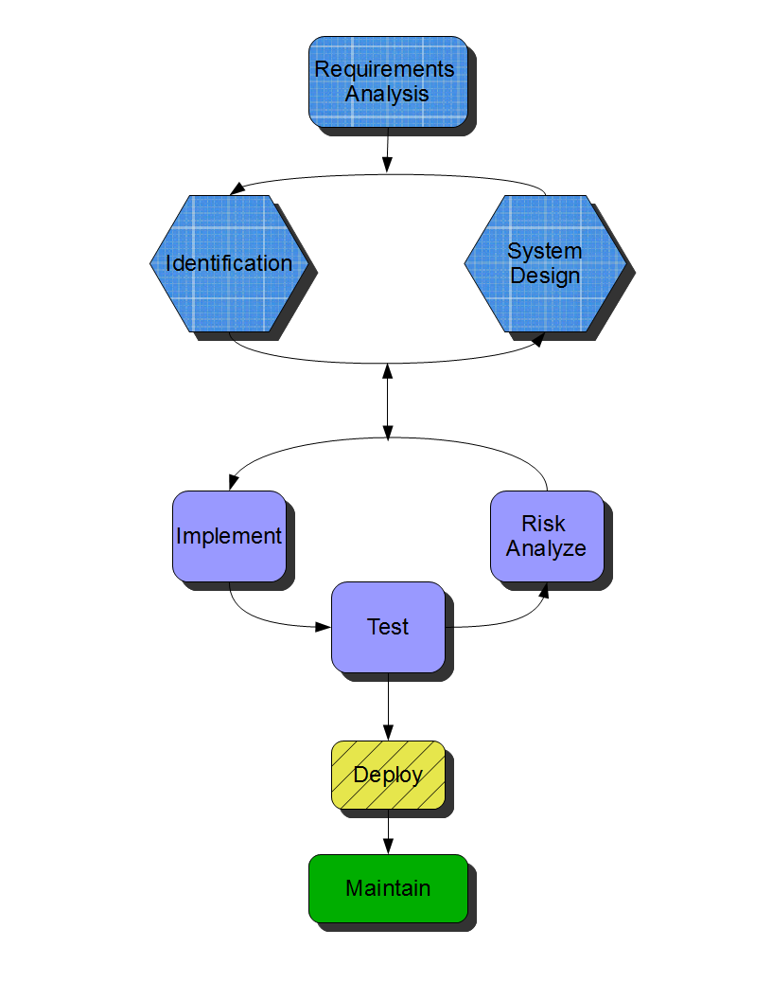 Requirements
Analysis
Identification
System
Design
Implement
Risk
Analyze
Test
Deploy
Maintain